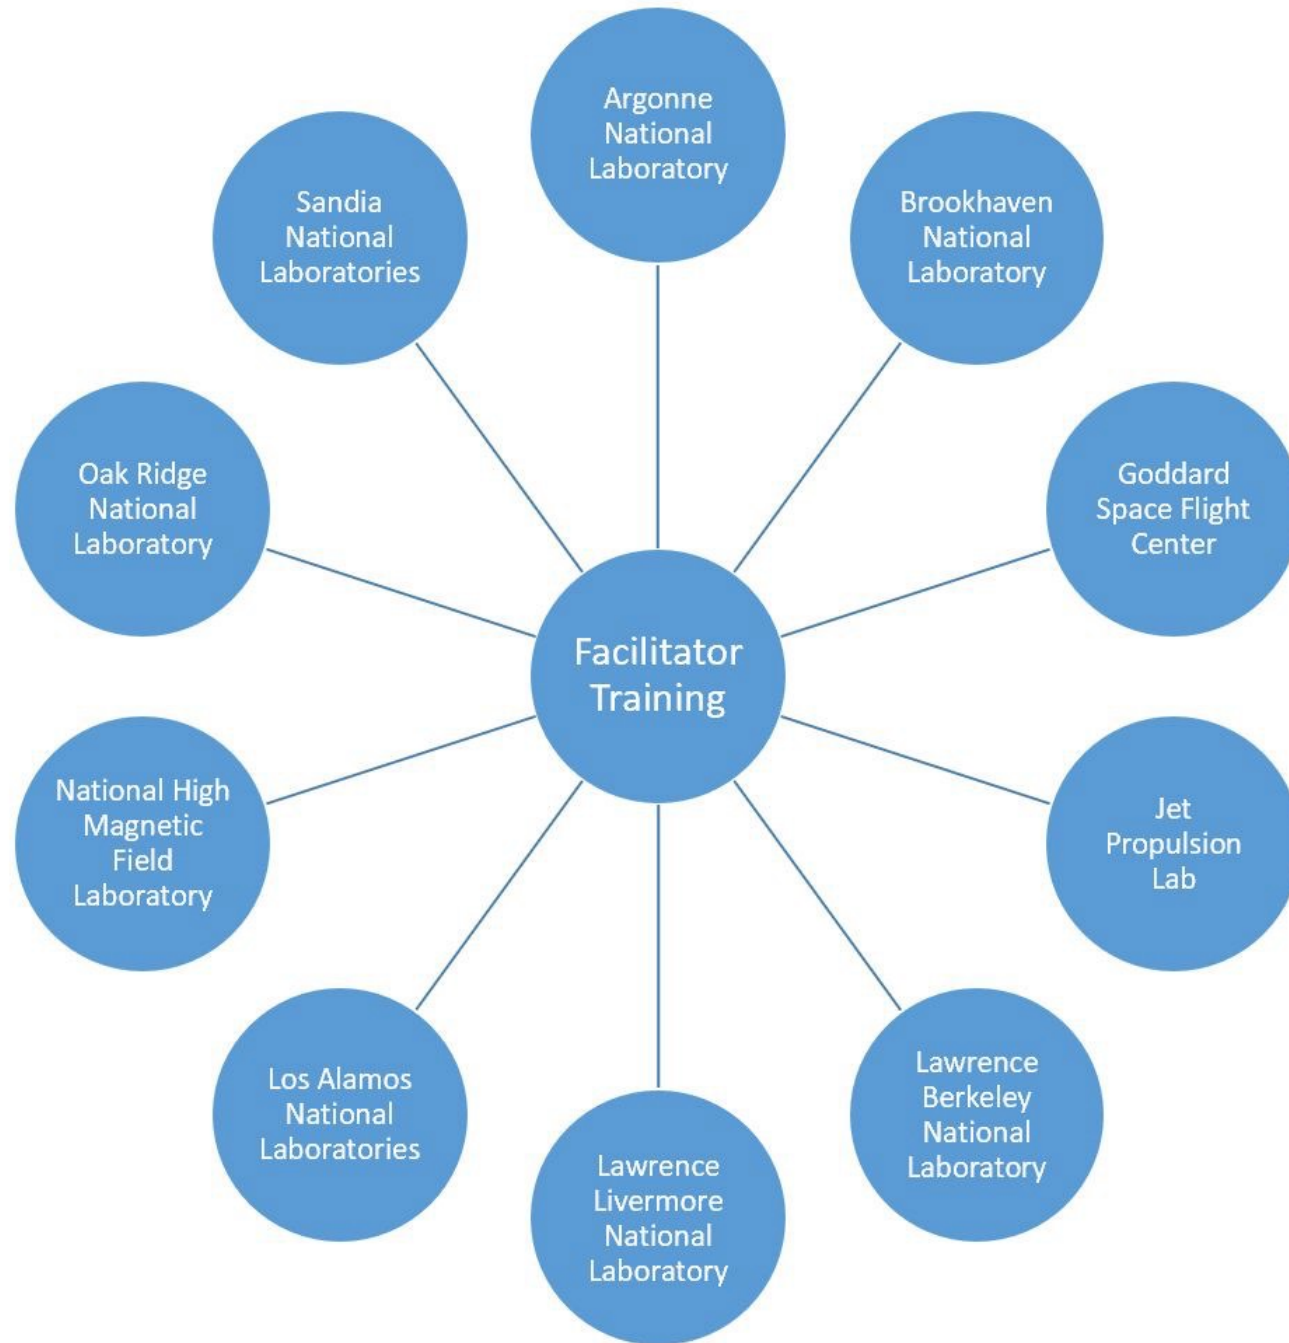 Argonne
National
Laboratory
Brookhaven
National
Laboratory
Goddard
Space Flight
Center
Jet
Propulsion
Lab
Lawrence
Berkeley
National
Laboratory
Lawrence
Livermore
National
Laboratory
Los Alamos
National
Laboratories
National High
Magnetic
Field
Laboratory
Oak Ridge
National
Laboratory
Sandia
National
Laboratories
Facilitator
Training